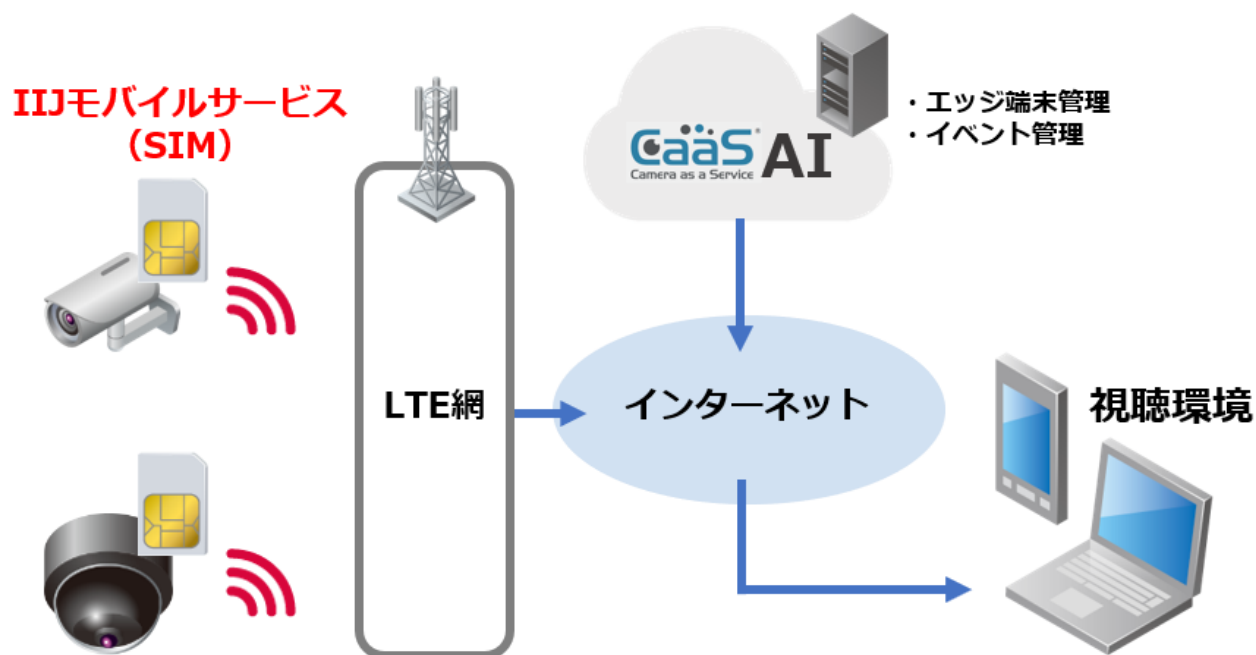 IIJモバイルサービス
（SIM）
・エッジ端末管理
・イベント管理
CaaS AI
Camera as a Service
LTE網
インターネット
視聴環境